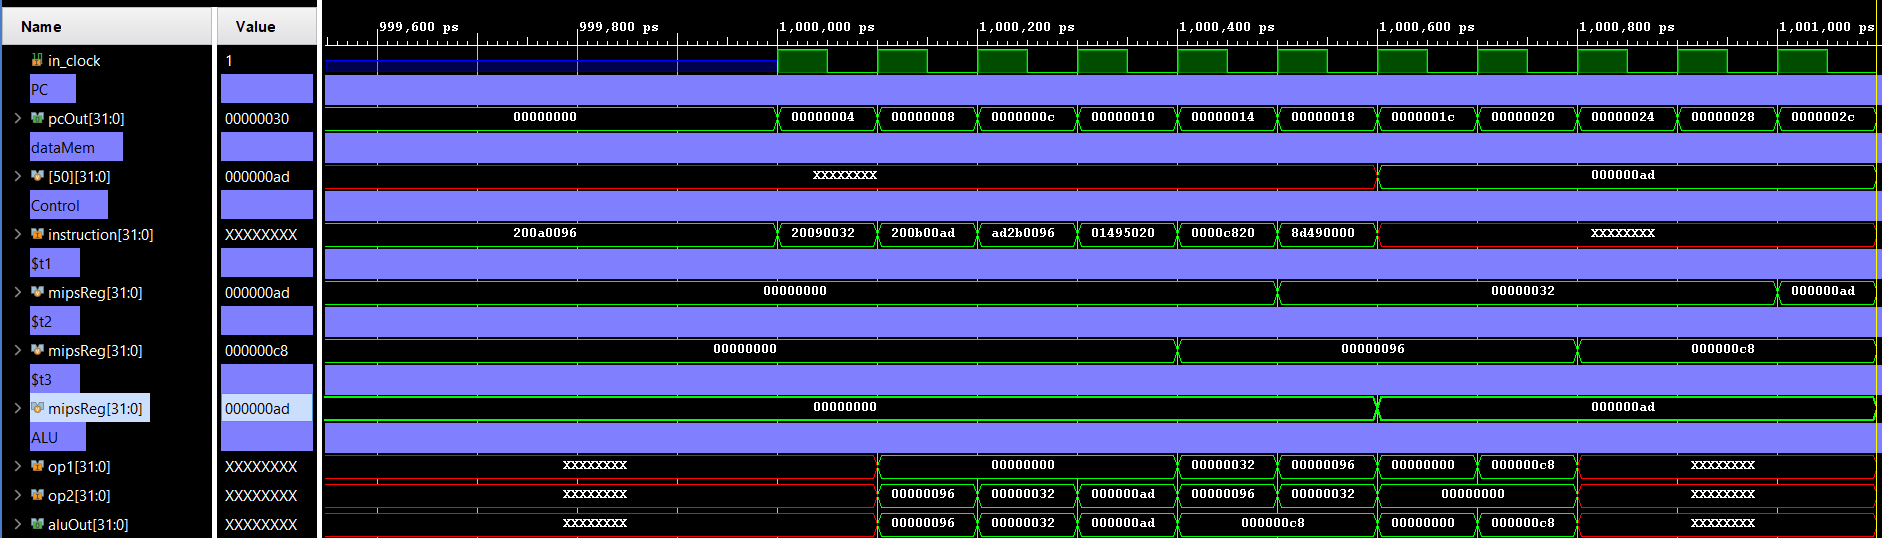 Name Value 999,600 ps 999,800 ps 1,000,000 ps 1,000,200 ps 1,000,400 ps 1,000,600 ps 1,000,800 ps 1,001,000 ps
in_clock 1
PC
pcOut[31:0] 00000030 00000000 00000004 00000008 0000000c 00000010 00000014 00000018 0000001c 00000020 00000024 00000028 0000002c
dataMem
[50][31:0] 000000ad XXXXXXXX 000000ad
Control
instruction[31:0] XXXXXXXX 200a0096 20090032 200b00ad ad2b0096 01495020 0000c820 8d490000 XXXXXXXX
$t1
mipsReg[31:0] 000000ad 00000000 00000032 000000ad
$t2
mipsReg[31:0] 000000c8 00000000 00000096 000000c8
$t3
mipsReg[31:0] 000000ad 00000000 000000ad
ALU
op1[31:0] XXXXXXXX XXXXXXXX 00000000 00000032 00000096 00000000 000000c8 XXXXXXXX
op2[31:0] XXXXXXXX XXXXXXXX 00000096 00000032 000000ad 00000096 00000032 00000000 XXXXXXXX
aluOut[31:0] XXXXXXXX XXXXXXXX 00000096 00000032 000000ad 000000c8 00000000 000000c8 XXXXXXXX